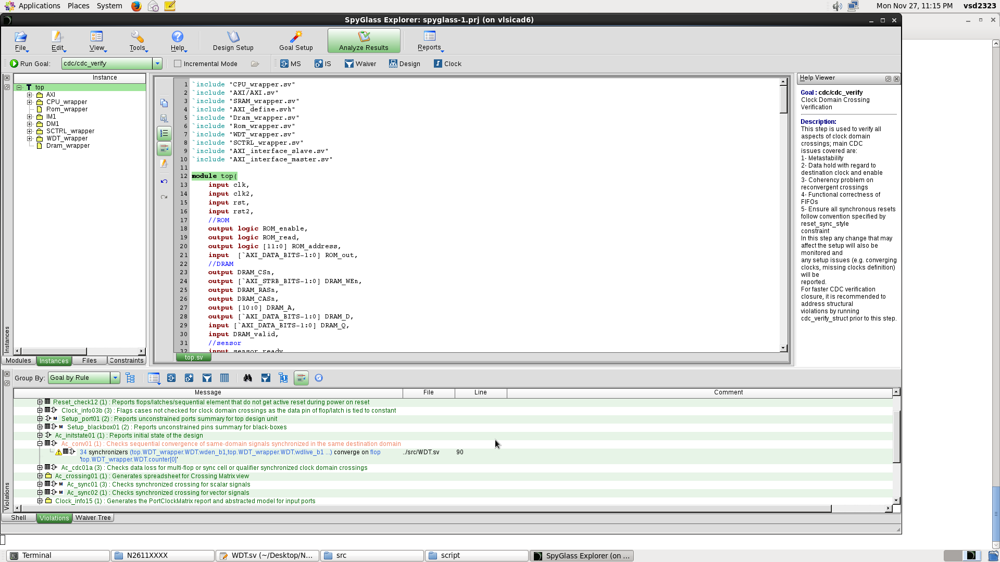 Applications Places System
Mon Nov 27, 11:15 PM vsd2323
SpyGlass Explorer: spyglass-1.prj (on vlsicad6)
File Edit View Tools Help Design Setup Goal Setup Analyze Results Reports
Run Goal: cdc/cdc_verify Incremental Mode MS IS Waiver Design Clock
Instance
top
AXI
CPU_wrapper
Rom_wrapper
IM1
DM1
SCTRL_wrapper
WDT_wrapper
Dram_wrapper
Instances
Modules Instances Files Constraints
1 `include "CPU_wrapper.sv"
2 `include "AXI/AXI.sv"
3 `include "SRAM_wrapper.sv"
4 `include "AXI_define.svh"
5 `include "Dram_wrapper.sv"
6 `include "Rom_wrapper.sv"
7 `include "WDT_wrapper.sv"
8 `include "SCTRL_wrapper.sv"
9 `include "AXI_interface_slave.sv"
10 `include "AXI_interface_master.sv"
11
12 module top(
13 input clk,
14 input clk2,
15 input rst,
16 input rst2,
17 //ROM
18 output logic ROM_enable,
19 output logic ROM_read,
20 output logic [11:0] ROM_address,
21 input [`AXI_DATA_BITS-1:0] ROM_out,
22 //DRAM
23 output DRAM_CSn,
24 output [`AXI_STRB_BITS-1:0] DRAM_WEn,
25 output DRAM_RASn,
26 output DRAM_CASn,
27 output [10:0] DRAM_A,
28 output [`AXI_DATA_BITS-1:0] DRAM_D,
29 input [`AXI_DATA_BITS-1:0] DRAM_Q,
30 input DRAM_valid,
31 //sensor
32 input sensor_ready
top.sv
Help Viewer
Goal : cdc/cdc_verify
Clock Domain Crossing
Verification
Description:
This step is used to verify all
aspects of clock domain
crossings; main CDC
issues covered are:
1- Metastability
2- Data hold with regard to
destination clock and enable
3- Coherency problem on
reconvergent crossings
4- Functional correctness of
FIFOs
5- Ensure all synchronous resets
follow convention specified by
reset_sync_style
constraint
In this step any change that may
affect the setup will also be
monitored and
any setup issues (e.g. converging
clocks, missing clocks definition)
will be
reported.
For faster CDC verification
closure, it is recommended to
address structural
violations by running
cdc_verify_struct prior to this step.
Group By: Goal by Rule
Message File Line Comment
Reset_check12 (1) : Reports flops/latches/sequential element that do not get active reset during power on reset
Clock_info03b (3) : Flags cases not checked for clock domain crossings as the data pin of flop/latch is tied to constant
M Setup_port01 (2) : Reports unconstrained ports summary for top design unit
M Setup_blackbox01 (2) : Reports unconstrained pins summary for black-boxes
Ac_initstate01 (1) : Reports initial state of the design
Ac_conv01 (1) : Checks sequential convergence of same-domain signals synchronized in the same destination domain
34 synchronizers (top.WDT_wrapper.WDT.wden_b1,top.WDT_wrapper.WDT.wdlive_b1 ...) converge on flop ../src/WDT.sv 90
'top.WDT_wrapper.WDT.counter[0]'
Ac_cdc01a (3) : Checks data loss for multi-flop or sync cell or qualifier synchronized clock domain crossings
Ac_crossing01 (1) : Generates spreadsheet for Crossing Matrix view
M Ac_sync01 (3) : Checks synchronized crossing for scalar signals
M Ac_sync02 (1) : Checks synchronized crossing for vector signals
Clock_info15 (1) : Generates the PortClockMatrix report and abstracted model for input ports
Violations
Shell Violations Waiver Tree
Terminal N2611XXXX WDT.sv (~/Desktop/N... src script SpyGlass Explorer (on ...